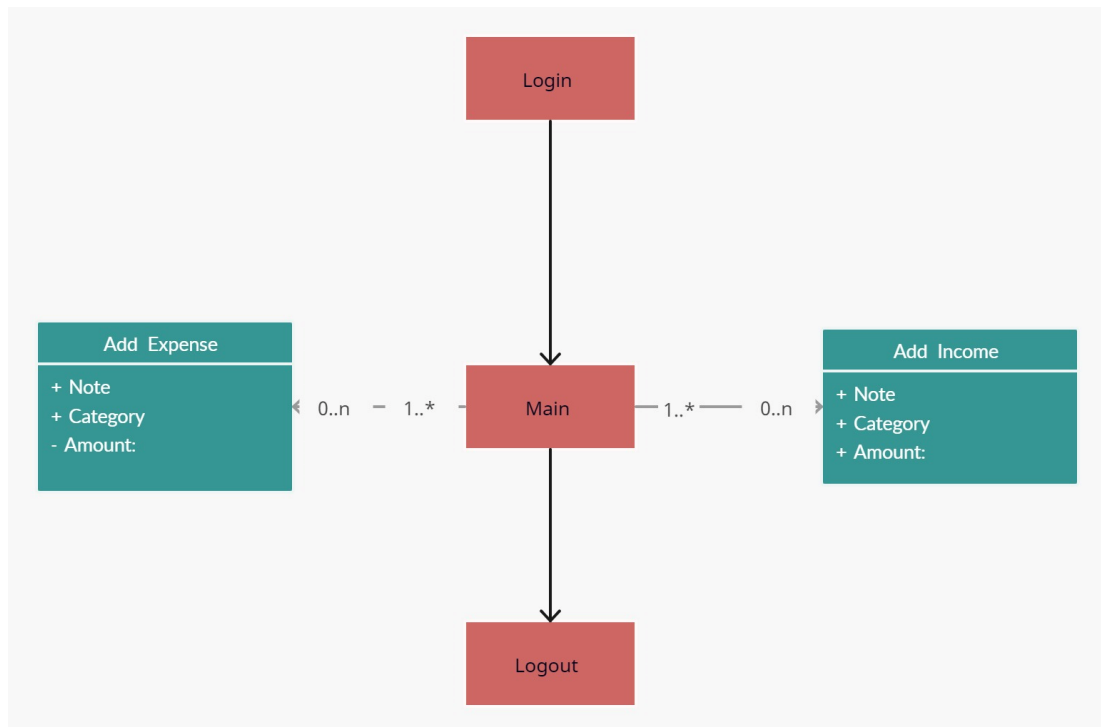 Login
Add Expense
+ Note
+ Category
- Amount:
0..n
1..*
Main
1..*
0..n
Add Income
+ Note
+ Category
+ Amount:
Logout